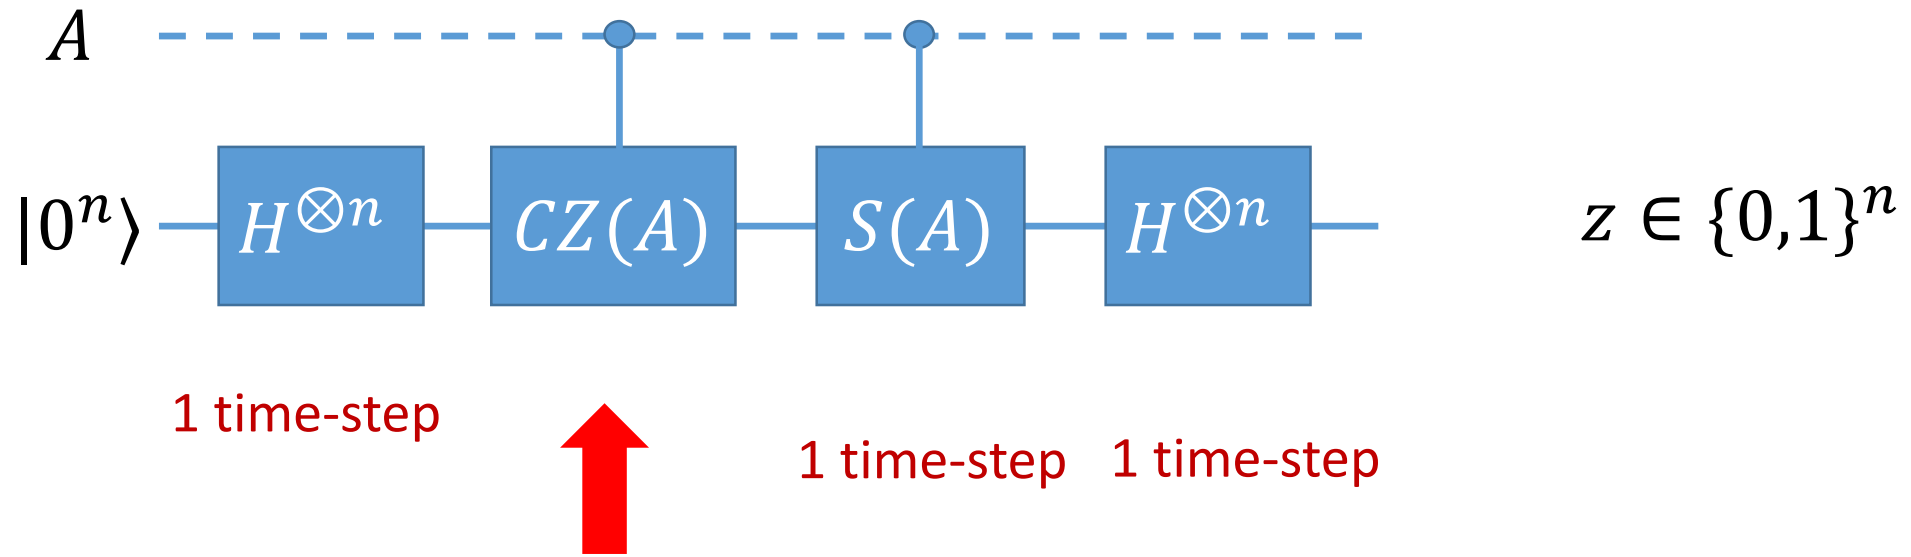 A
|0ⁿ⟩ H^{⊗n} CZ(A) S(A) H^{⊗n} z ∈ {0,1}ⁿ
1 time-step 1 time-step 1 time-step